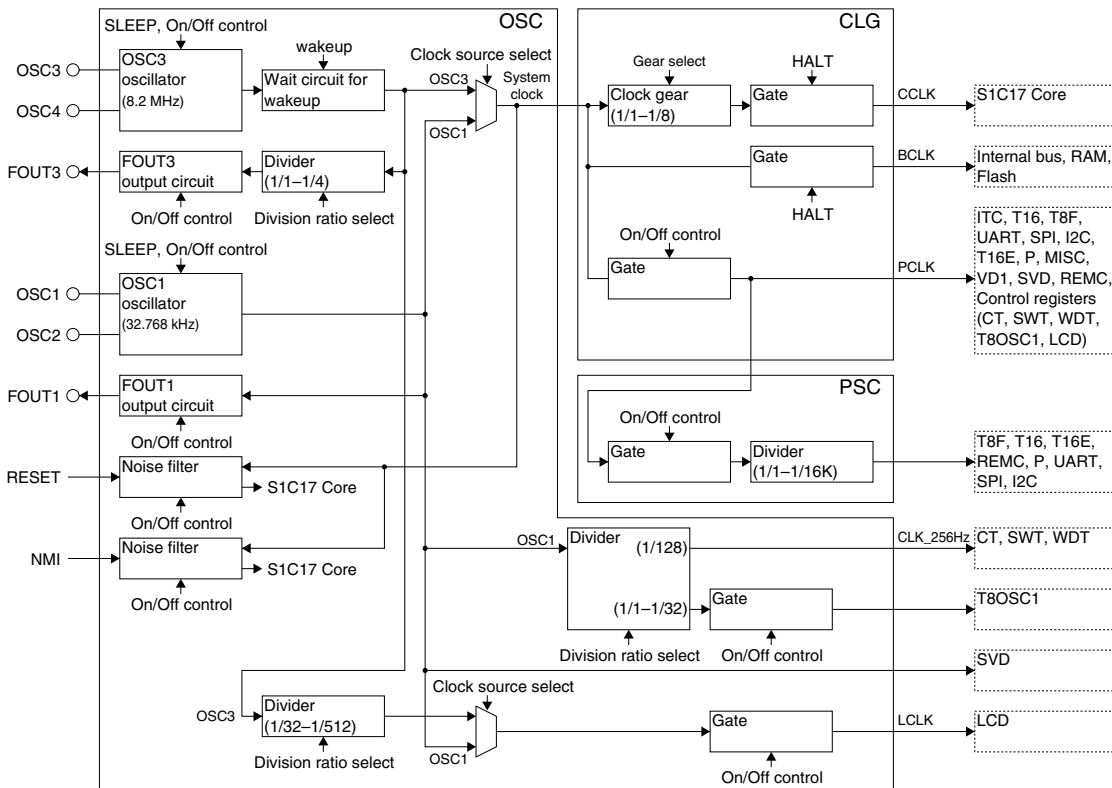 OSC
CLG
SLEEP, On/Off control
OSC3
OSC4
OSC3
oscillator
(8.2 MHz)
wakeup
Wait circuit for
wakeup
Clock source select
OSC3
OSC1
System
clock
Gear select
Clock gear
(1/1–1/8)
HALT
Gate
CCLK
S1C17 Core
FOUT3
FOUT3
output circuit
On/Off control
Divider
(1/1–1/4)
Division ratio select
Gate
HALT
BCLK
Internal bus, RAM,
Flash
SLEEP, On/Off control
OSC1
OSC2
OSC1
oscillator
(32.768 kHz)
On/Off control
Gate
PCLK
ITC, T16, T8F,
UART, SPI, I2C,
T16E, P, MISC,
VD1, SVD, REMC,
Control registers
(CT, SWT, WDT,
T8OSC1, LCD)
FOUT1
FOUT1
output circuit
On/Off control
PSC
On/Off control
Gate
Divider
(1/1–1/16K)
T8F, T16, T16E,
REMC, P, UART,
SPI, I2C
RESET
Noise filter
S1C17 Core
On/Off control
NMI
Noise filter
S1C17 Core
On/Off control
OSC1
Divider
(1/128)
(1/1–1/32)
Division ratio select
CLK_256Hz
CT, SWT, WDT
Gate
On/Off control
T8OSC1
SVD
OSC3
Divider
(1/32–1/512)
Division ratio select
Clock source select
OSC1
Gate
On/Off control
LCLK
LCD